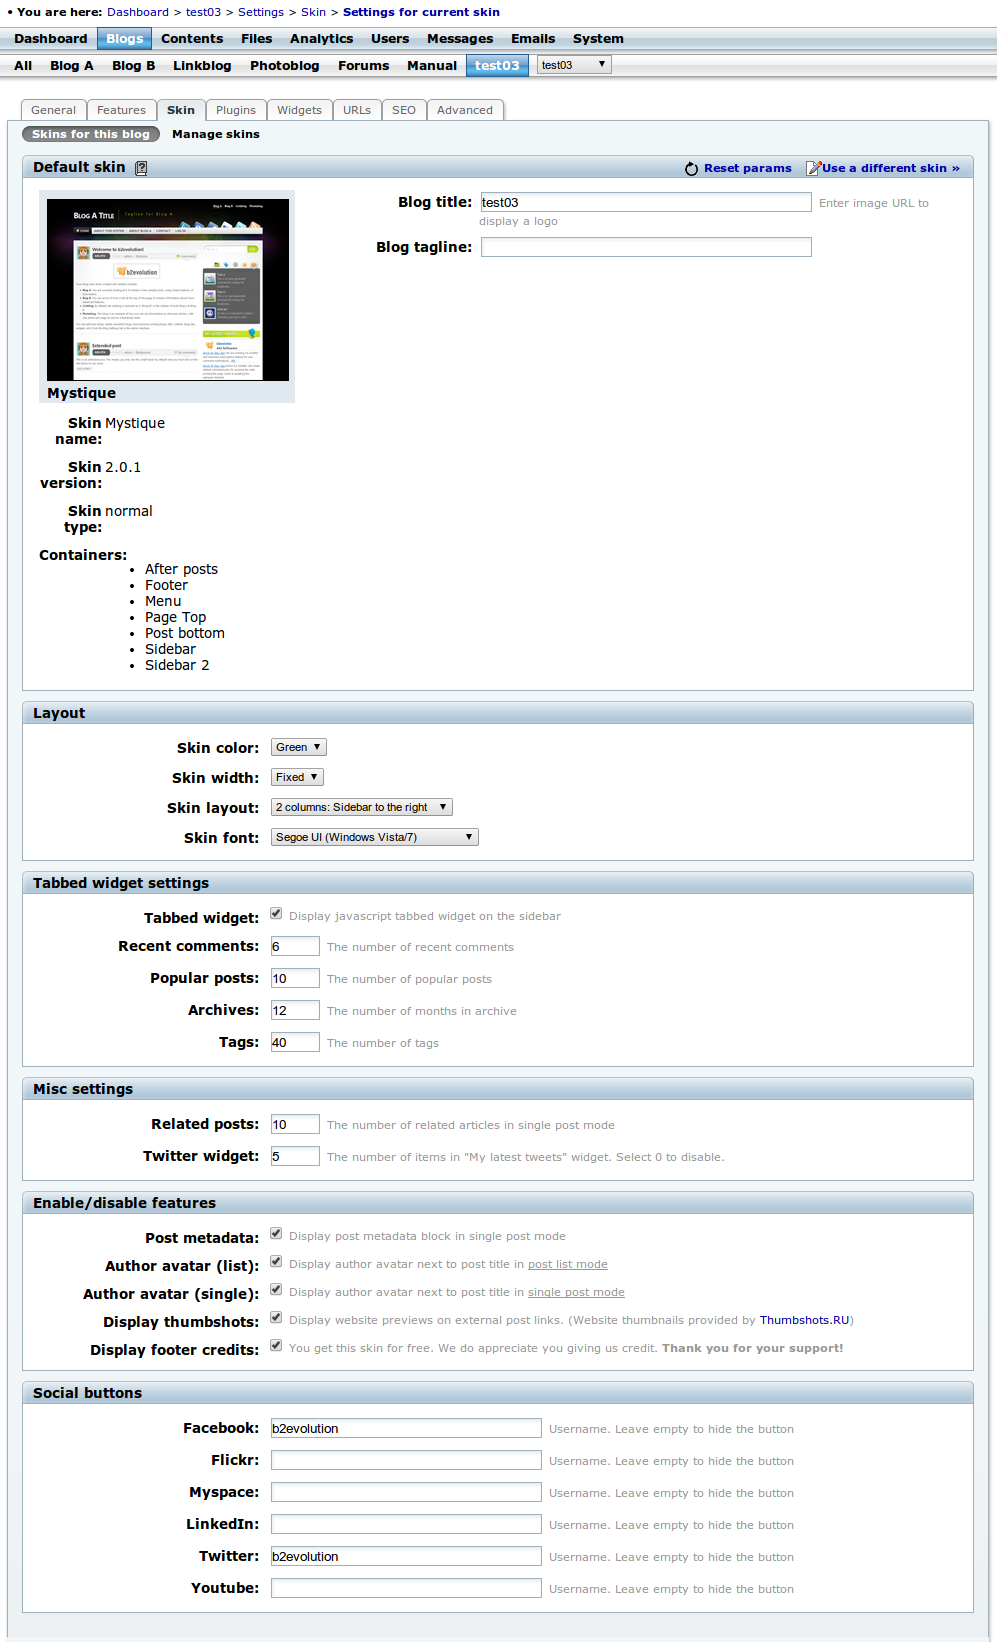 • You are here: Dashboard > test03 > Settings > Skin > Settings for current skin
Dashboard Blogs Contents Files Analytics Users Messages Emails System
All Blog A Blog B Linkblog Photoblog Forums Manual test03 test03
General Features Skin Plugins Widgets URLs SEO Advanced
Skins for this blog Manage skins
Default skin Reset params Use a different skin »
Blog title: test03 Enter image URL to
display a logo
Blog tagline:
BLOG A TITLE
Tagline for Blog A
Welcome to b2evolution!
b2evolution
Extended post
Mystique
Skin name: Mystique
Skin version: 2.0.1
Skin type: normal
Containers:
• After posts
• Footer
• Menu
• Page Top
• Post bottom
• Sidebar
• Sidebar 2
Layout
Skin color: Green
Skin width: Fixed
Skin layout: 2 columns: Sidebar to the right
Skin font: Segoe UI (Windows Vista/7)
Tabbed widget settings
Tabbed widget: Display javascript tabbed widget on the sidebar
Recent comments: 6 The number of recent comments
Popular posts: 10 The number of popular posts
Archives: 12 The number of months in archive
Tags: 40 The number of tags
Misc settings
Related posts: 10 The number of related articles in single post mode
Twitter widget: 5 The number of items in "My latest tweets" widget. Select 0 to disable.
Enable/disable features
Post metadata: Display post metadata block in single post mode
Author avatar (list): Display author avatar next to post title in post list mode
Author avatar (single): Display author avatar next to post title in single post mode
Display thumbshots: Display website previews on external post links. (Website thumbnails provided by Thumbshots.RU)
Display footer credits: You get this skin for free. We do appreciate you giving us credit. Thank you for your support!
Social buttons
Facebook: b2evolution Username. Leave empty to hide the button
Flickr: Username. Leave empty to hide the button
Myspace: Username. Leave empty to hide the button
LinkedIn: Username. Leave empty to hide the button
Twitter: b2evolution Username. Leave empty to hide the button
Youtube: Username. Leave empty to hide the button